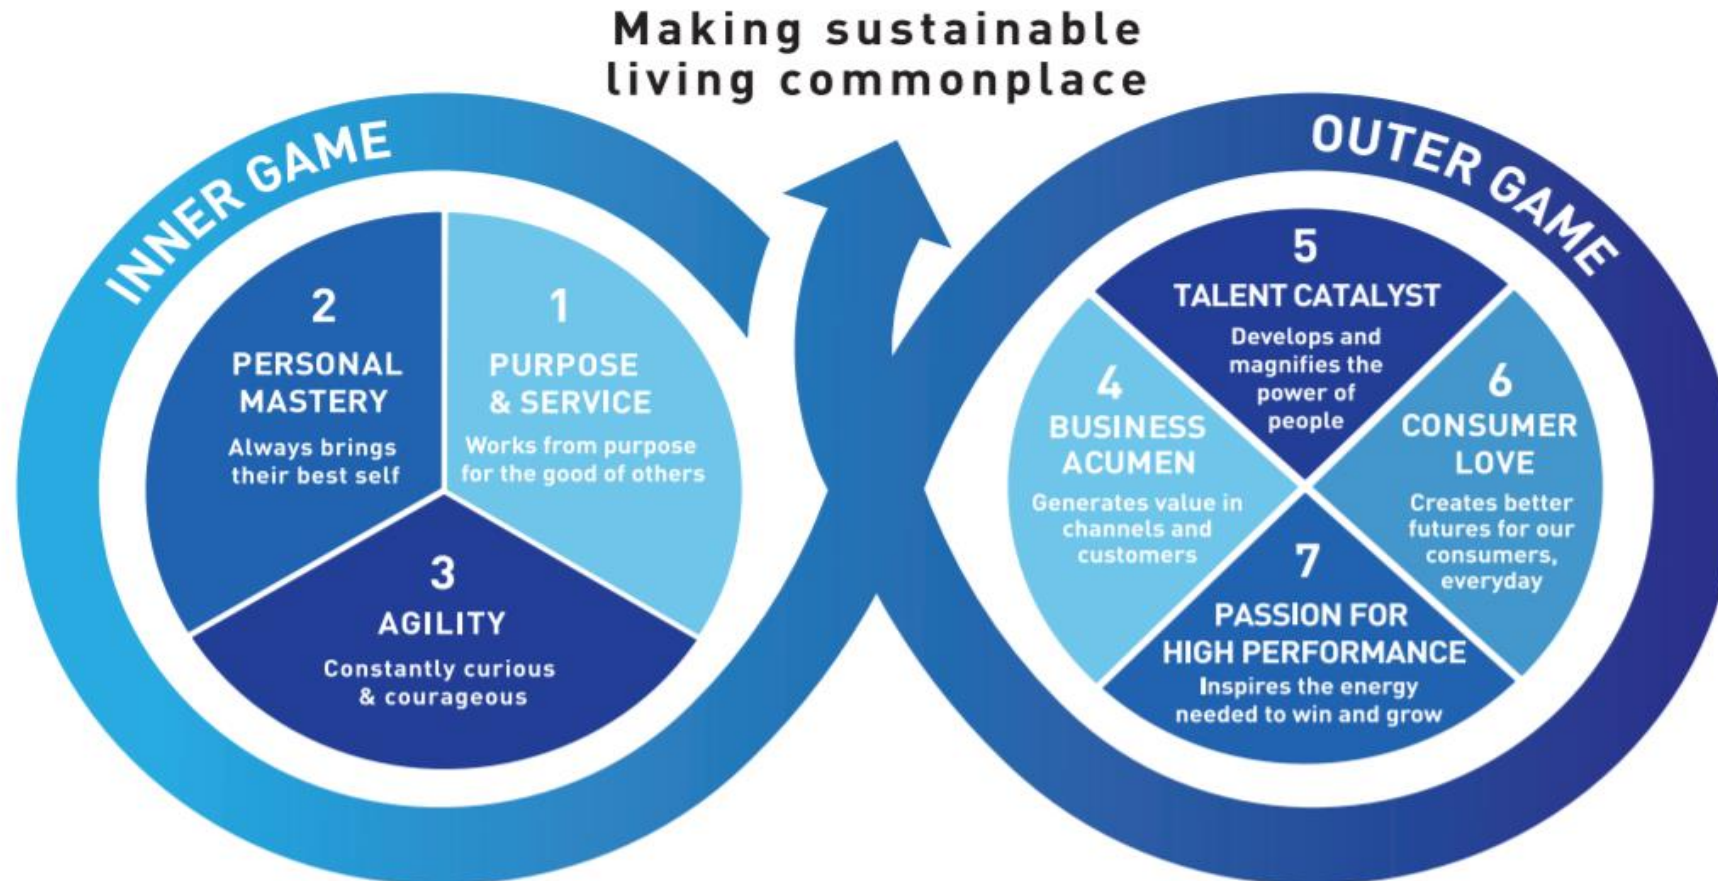 Making sustainable
living commonplace
INNER GAME
2
PERSONAL
MASTERY
Always brings
their best self
1
PURPOSE
& SERVICE
Works from purpose
for the good of others
3
AGILITY
Constantly curious
& courageous
OUTER GAME
5
TALENT CATALYST
Develops and
magnifies the
power of
people
4
BUSINESS
ACUMEN
Generates value in
channels and
customers
6
CONSUMER
LOVE
Creates better
futures for our
consumers,
everyday
7
PASSION FOR
HIGH PERFORMANCE
Inspires the energy
needed to win and grow